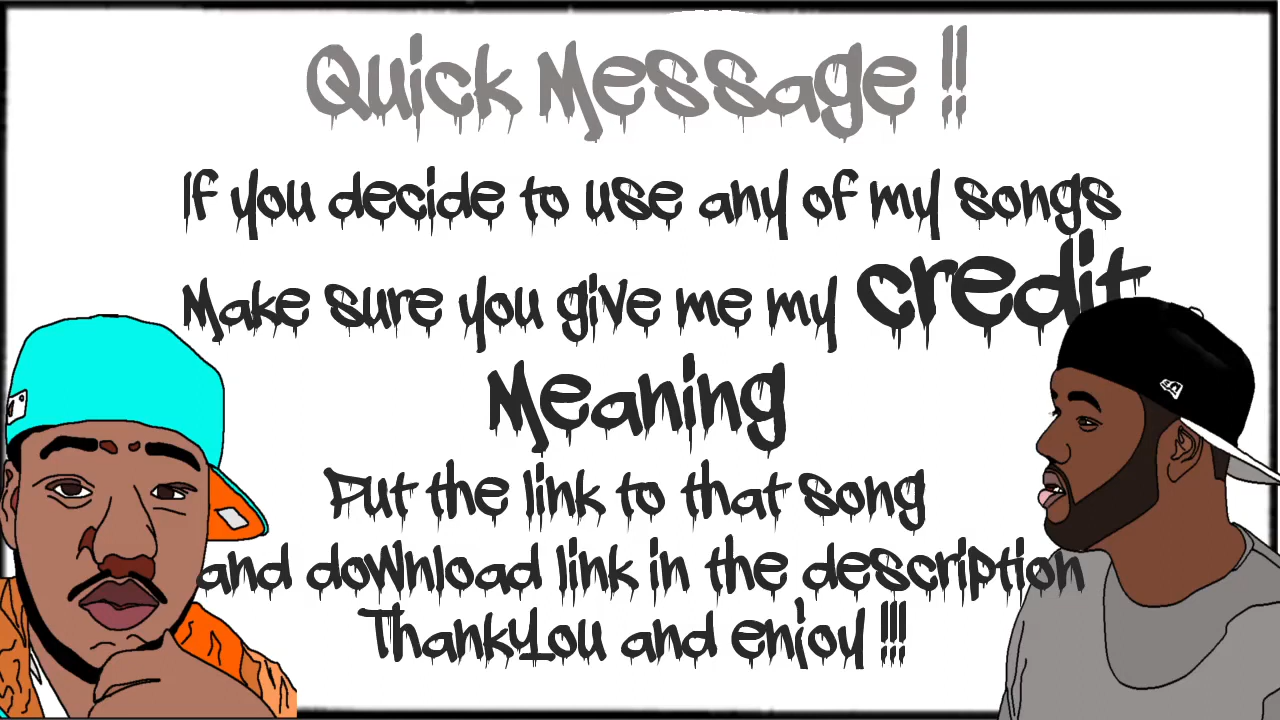 Quick Message !!
If you decide to use any of my songs
Make sure you give me my credit
Meaning
Put the link to that song
and download link in the description
Thankyou and enjoy !!!